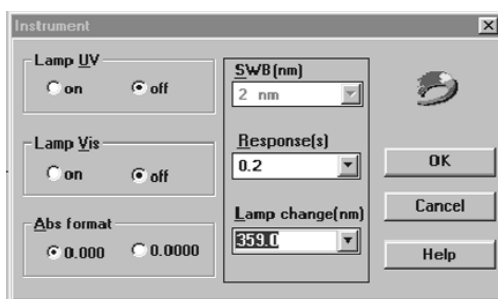 Instrument
Lamp UV
on off
Lamp Vis
on off
Abs format
0.000 0.0000
SWB(nm)
2 nm
Response(s)
0.2
Lamp change(nm)
359.0
OK
Cancel
Help